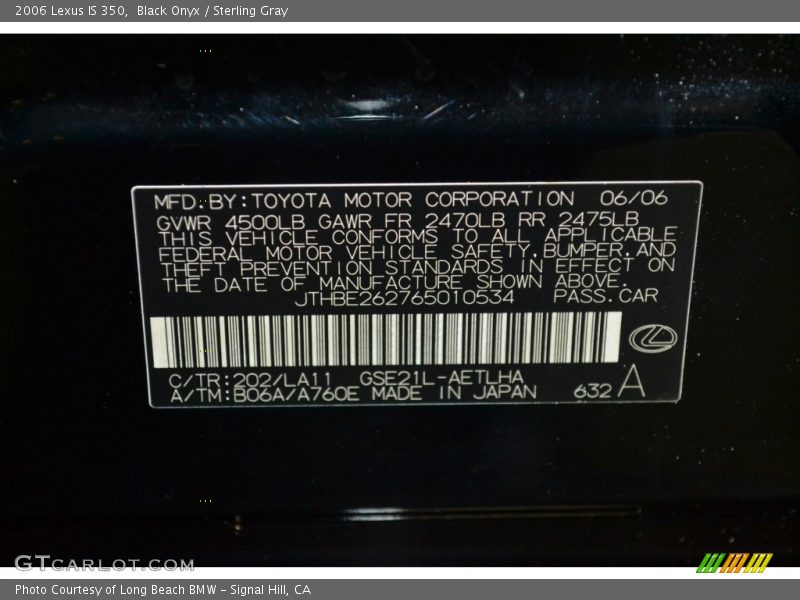 2006 Lexus IS 350,  Black Onyx / Sterling Gray
MFD. BY: TOYOTA MOTOR CORPORATION 06/06
GVWR 4500LB GAWR FR 2470LB RR 2475LB
THIS VEHICLE CONFORMS TO ALL APPLICABLE
FEDERAL MOTOR VEHICLE SAFETY, BUMPER, AND
THEFT PREVENTION STANDARDS IN EFFECT ON
THE DATE OF MANUFACTURE SHOWN ABOVE.
JTHBE262765010534 PASS. CAR
C/TR: 202/LA11 GSE21L-AETLHA
A/TM: B06A/A760E MADE IN JAPAN 632 A
GTCARLOT.COM
Photo Courtesy of Long Beach BMW - Signal Hill, CA